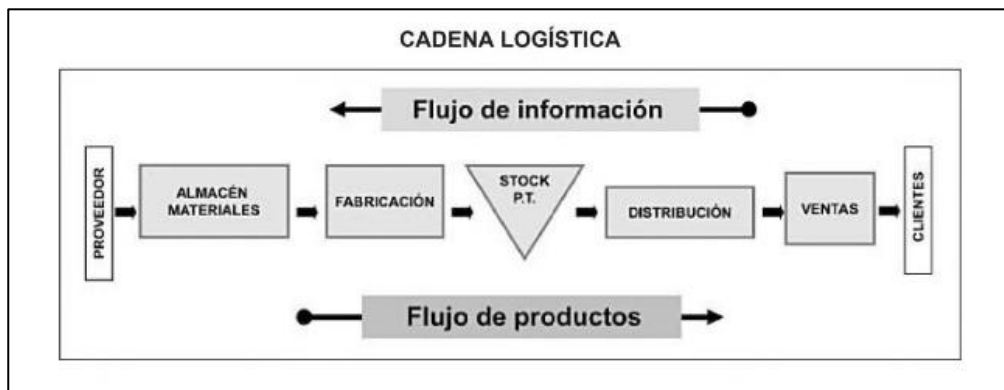 CADENA LOGÍSTICA
Flujo de información
PROVEEDOR
ALMACÉN
MATERIALES
FABRICACIÓN
STOCK
P.T.
DISTRIBUCIÓN
VENTAS
CLIENTES
Flujo de productos